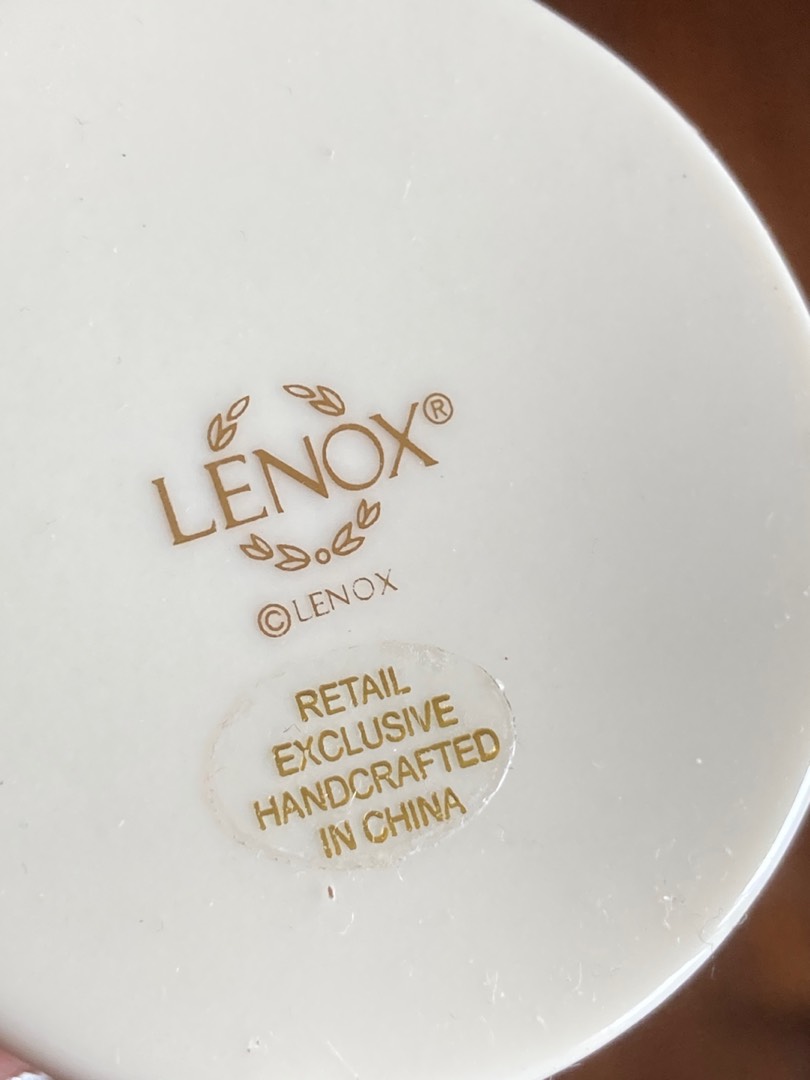 LENOX®
©LENOX
RETAIL
EXCLUSIVE
HANDCRAFTED
IN CHINA